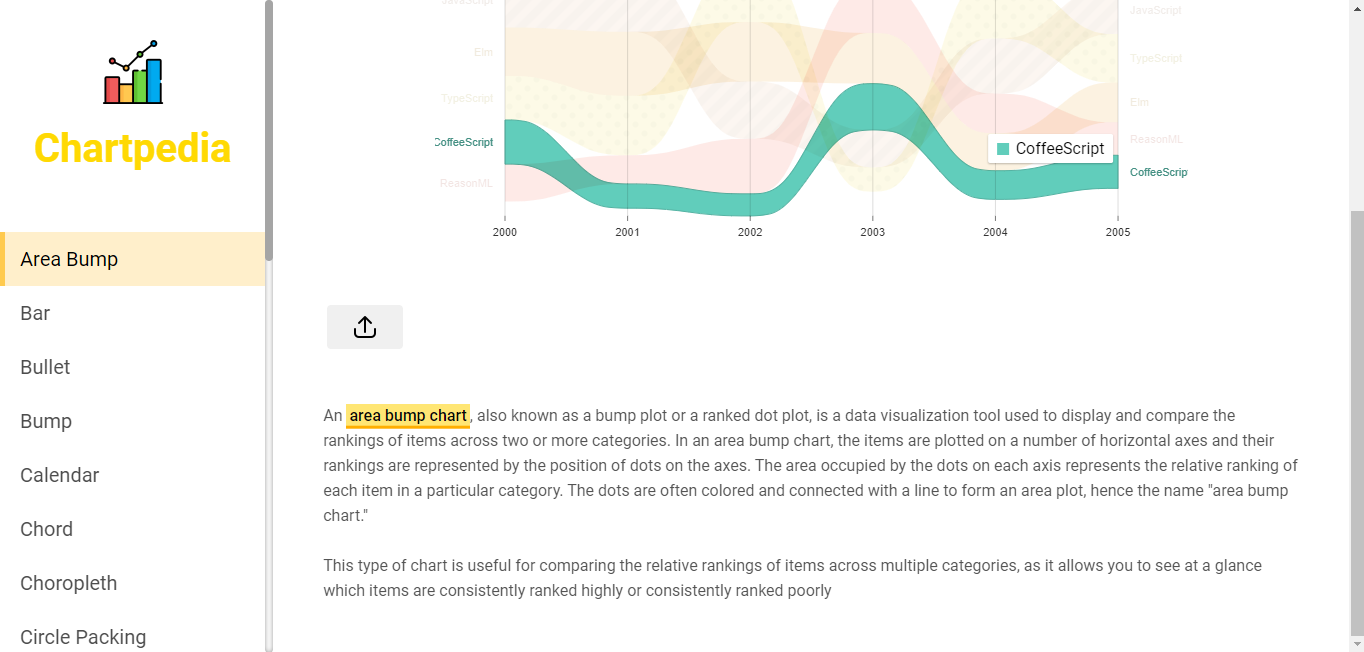 Chartpedia
Area Bump
Bar
Bullet
Bump
Calendar
Chord
Choropleth
Circle Packing
JavaScript
Elm
TypeScript
CoffeeScript
ReasonML
JavaScript
TypeScript
Elm
ReasonML
CoffeeScrip
CoffeeScript
2000 2001 2002 2003 2004 2005
An area bump chart, also known as a bump plot or a ranked dot plot, is a data visualization tool used to display and compare the
rankings of items across two or more categories. In an area bump chart, the items are plotted on a number of horizontal axes and their
rankings are represented by the position of dots on the axes. The area occupied by the dots on each axis represents the relative ranking of
each item in a particular category. The dots are often colored and connected with a line to form an area plot, hence the name "area bump
chart."
This type of chart is useful for comparing the relative rankings of items across multiple categories, as it allows you to see at a glance
which items are consistently ranked highly or consistently ranked poorly